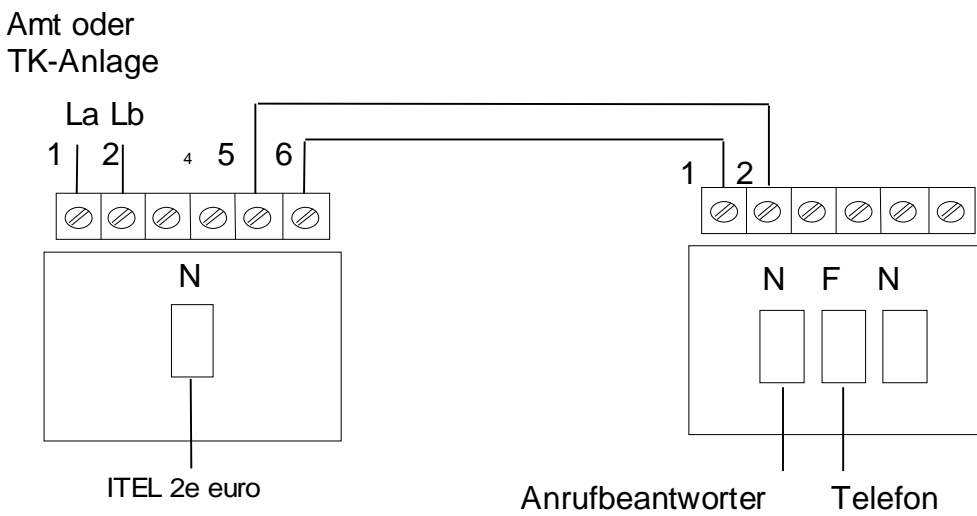 Amt oder
TK-Anlage
La Lb
1 2 4 5 6
1 2
N
N F N
ITEL 2e euro
Anrufbeantworter Telefon